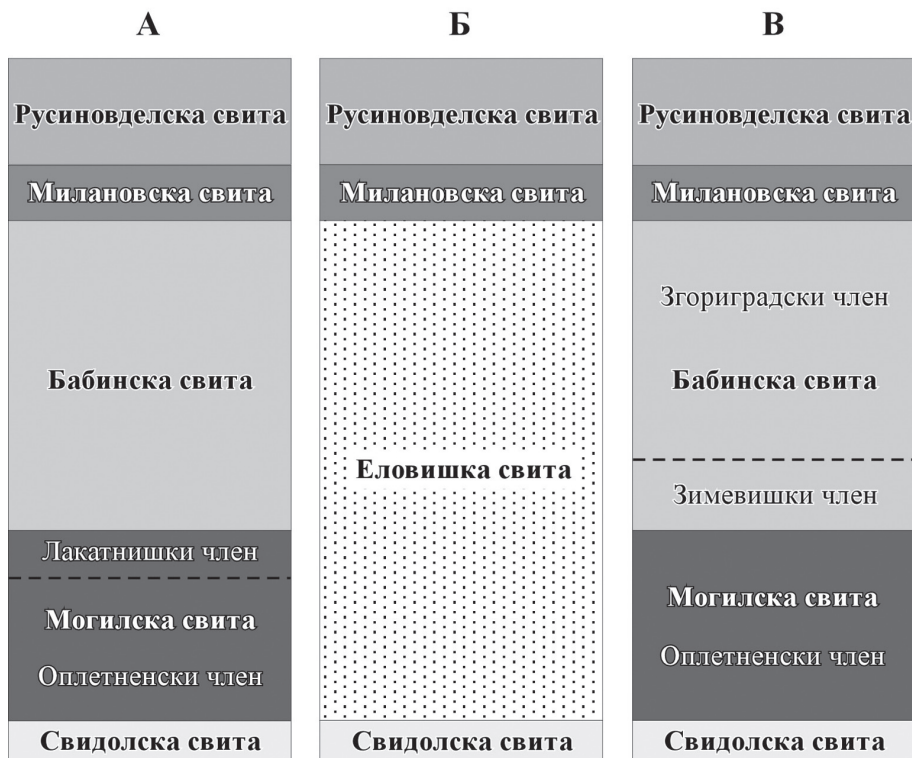 А
Русиновделска свита
Милановска свита
Бабинска свита
Лакатнишки член
Могилска свита
Оплетненски член
Свидолска свита
Б
Русиновделска свита
Милановска свита
Еловишка свита
Свидолска свита
В
Русиновделска свита
Милановска свита
Згориградски член
Бабинска свита
Зимевишки член
Могилска свита
Оплетненски член
Свидолска свита